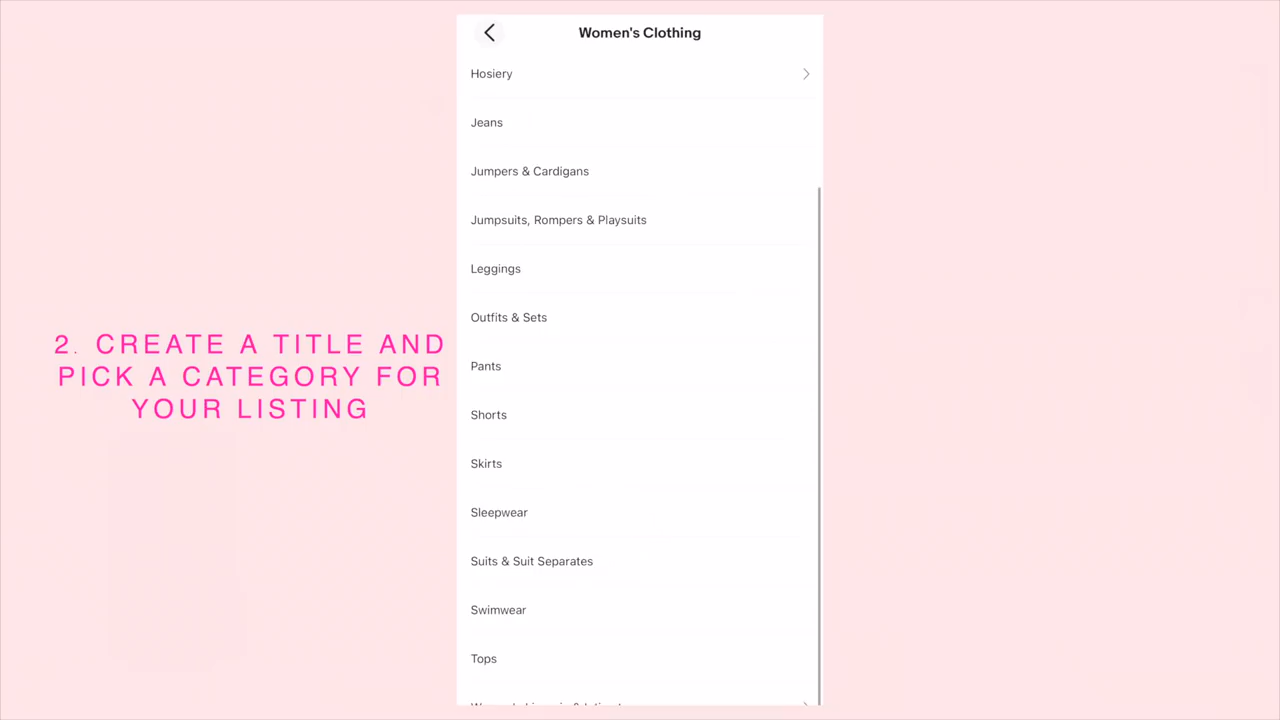 Women's Clothing
Hosiery
Jeans
Jumpers & Cardigans
Jumpsuits, Rompers & Playsuits
Leggings
Outfits & Sets
Pants
Shorts
Skirts
Sleepwear
Suits & Suit Separates
Swimwear
Tops
2. CREATE A TITLE AND
PICK A CATEGORY FOR
YOUR LISTING